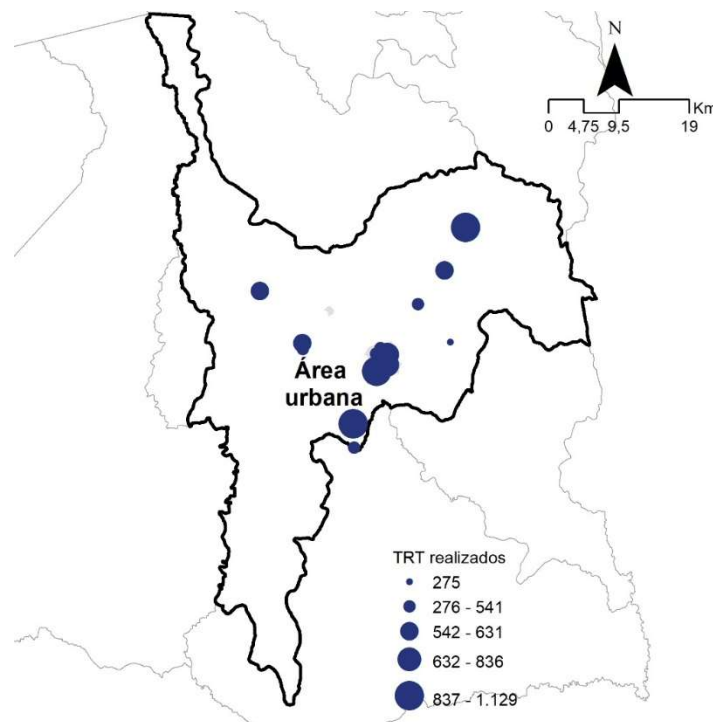 N
Km
0 4,75 9,5 19
Área
urbana
TRT realizados
275
276 - 541
542 - 631
632 - 836
837 - 1.129